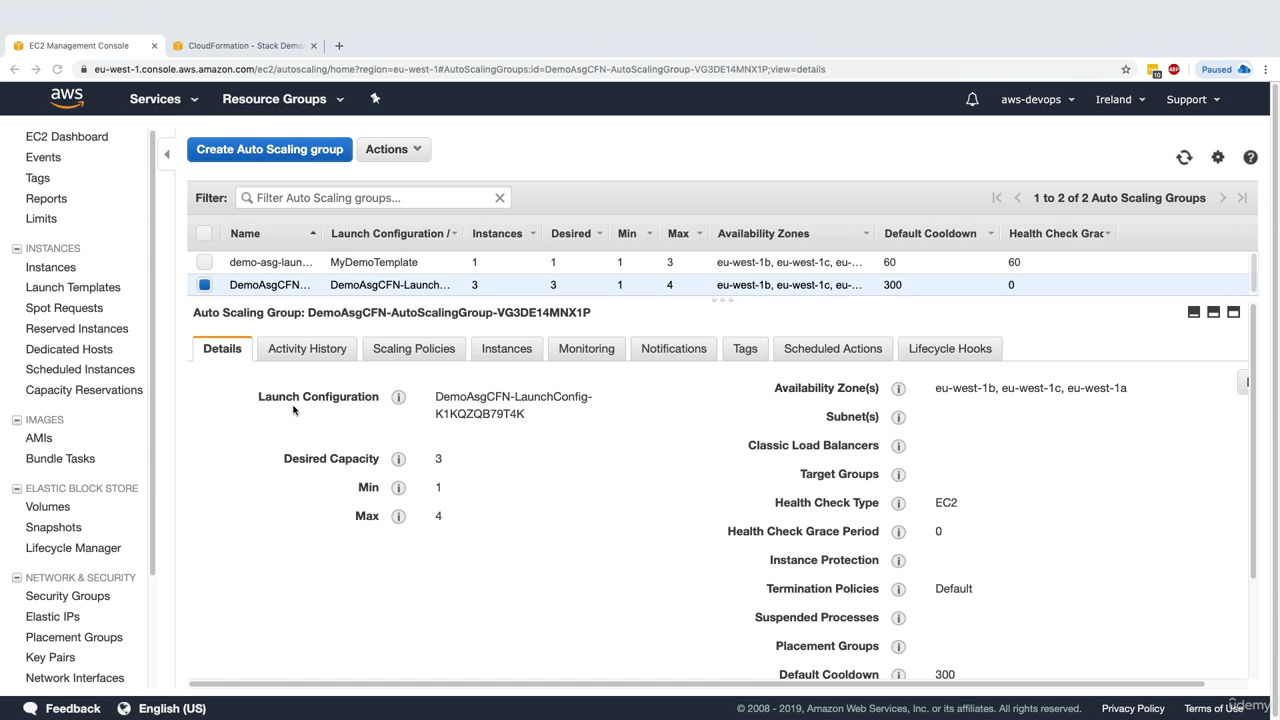 EC2 Management Console
CloudFormation - Stack Demo
eu-west-1.console.aws.amazon.com/ec2/autoscaling/home?region=eu-west-1#AutoScalingGroups:id=DemoAsgCFN-AutoScalingGroup-VG3DE14MNX1P;view=details
10
ABP
Paused
aws
Services
Resource Groups
aws-devops
Ireland
Support
EC2 Dashboard
Events
Tags
Reports
Limits
INSTANCES
Instances
Launch Templates
Spot Requests
Reserved Instances
Dedicated Hosts
Scheduled Instances
Capacity Reservations
IMAGES
AMIs
Bundle Tasks
ELASTIC BLOCK STORE
Volumes
Snapshots
Lifecycle Manager
NETWORK & SECURITY
Security Groups
Elastic IPs
Placement Groups
Key Pairs
Network Interfaces
Create Auto Scaling group
Actions
Filter:
Filter Auto Scaling groups...
1 to 2 of 2 Auto Scaling Groups
Name Launch Configuration / Instances Desired Min Max Availability Zones Default Cooldown Health Check Grac
demo-asg-laun... MyDemoTemplate 1 1 1 3 eu-west-1b, eu-west-1c, eu-... 60 60
DemoAsgCFN... DemoAsgCFN-Launch... 3 3 1 4 eu-west-1b, eu-west-1c, eu-... 300 0
Auto Scaling Group: DemoAsgCFN-AutoScalingGroup-VG3DE14MNX1P
Details
Activity History
Scaling Policies
Instances
Monitoring
Notifications
Tags
Scheduled Actions
Lifecycle Hooks
Launch Configuration DemoAsgCFN-LaunchConfig-
K1KQZQB79T4K
Desired Capacity 3
Min 1
Max 4
Availability Zone(s) eu-west-1b, eu-west-1c, eu-west-1a
Subnet(s)
Classic Load Balancers
Target Groups
Health Check Type EC2
Health Check Grace Period 0
Instance Protection
Termination Policies Default
Suspended Processes
Placement Groups
Default Cooldown 300
Feedback
English (US)
© 2008 - 2019, Amazon Web Services, Inc. or its affiliates. All rights reserved.
Privacy Policy
Terms of Use
udemy